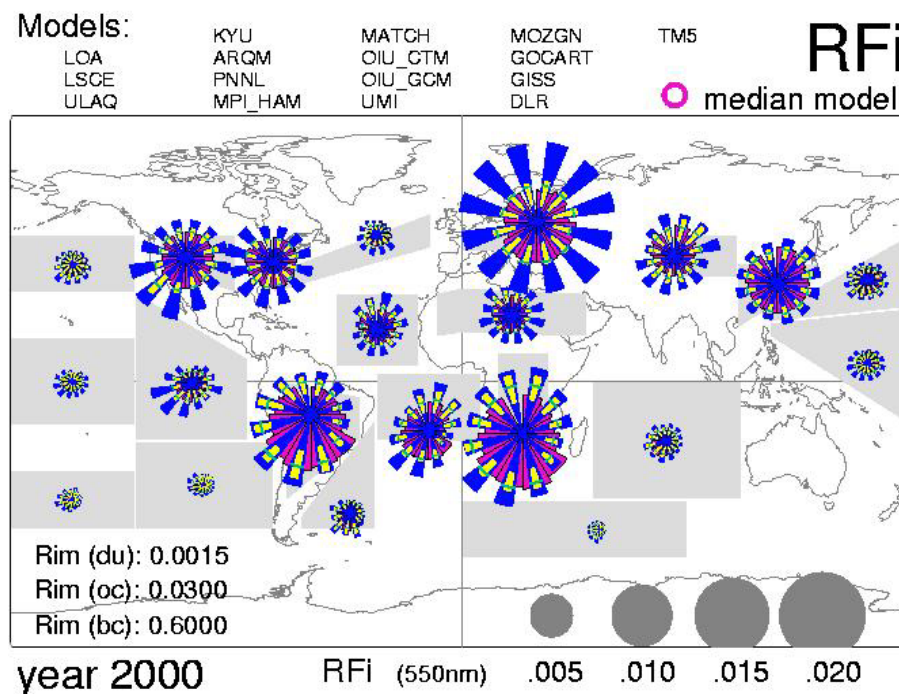 Models:
KYU MATCH MOZGN TM5
LOA ARQM OIU_CTM GOCART
LSCE PNNL OIU_GCM GISS
ULAQ MPI_HAM UMI DLR
RFi
median model
Rim (du): 0.0015
Rim (oc): 0.0300
Rim (bc): 0.6000
year 2000 RFi (550nm) .005 .010 .015 .020